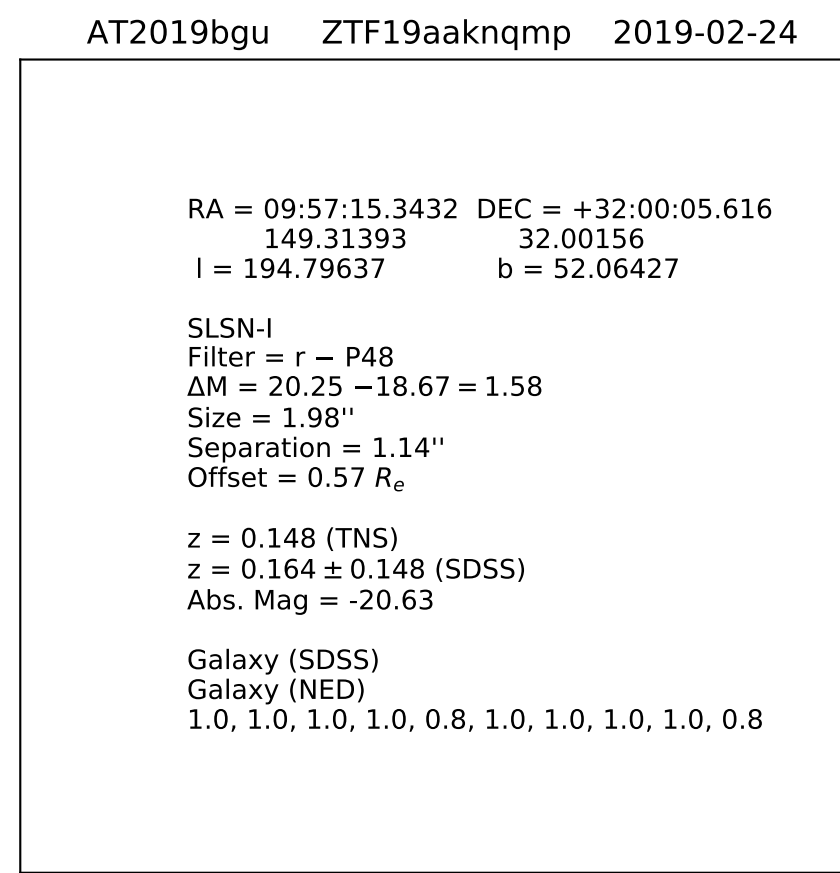 AT2019bgu ZTF19aaknqmp 2019-02-24
RA = 09:57:15.3432 DEC = +32:00:05.616
149.31393 32.00156
l = 194.79637 b = 52.06427
SLSN-I
Filter = r − P48
ΔM = 20.25 −18.67 = 1.58
Size = 1.98''
Separation = 1.14''
Offset = 0.57 Re
z = 0.148 (TNS)
z = 0.164 ± 0.148 (SDSS)
Abs. Mag = -20.63
Galaxy (SDSS)
Galaxy (NED)
1.0, 1.0, 1.0, 1.0, 0.8, 1.0, 1.0, 1.0, 1.0, 0.8